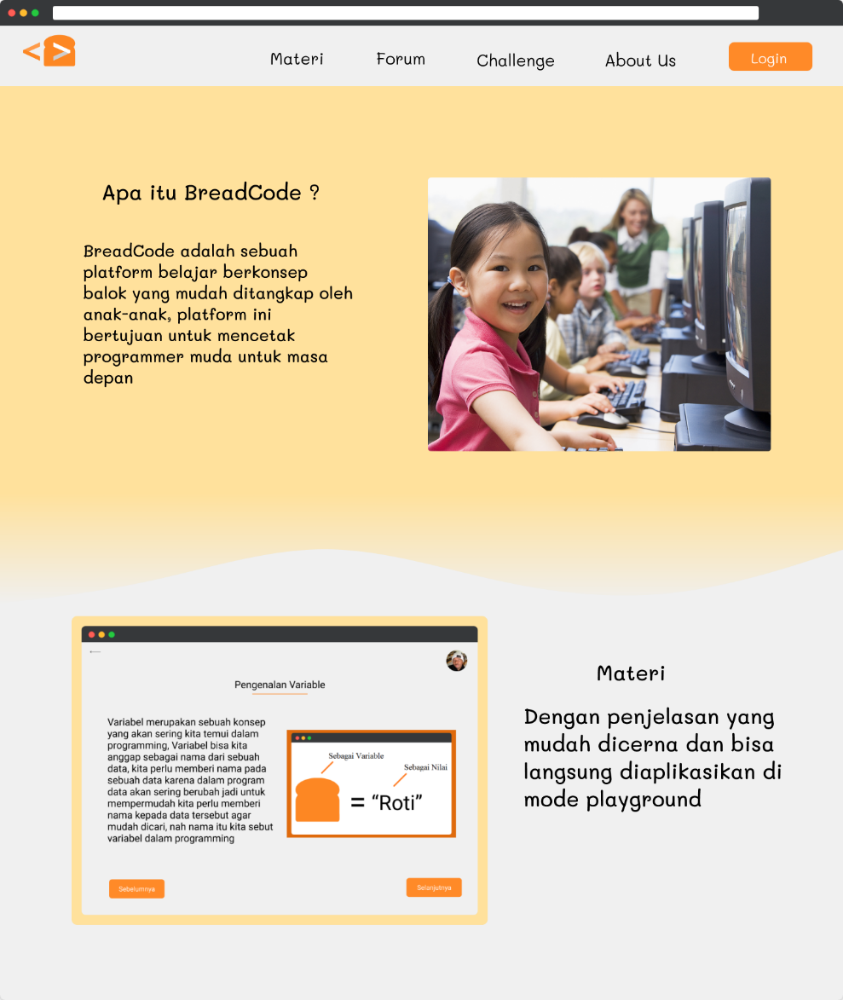 < >
Materi
Forum
Challenge
About Us
Login
Apa itu BreadCode ?
BreadCode adalah sebuah
platform belajar berkonsep
balok yang mudah ditangkap oleh
anak-anak, platform ini
bertujuan untuk mencetak
programmer muda untuk masa
depan
Pengenalan Variable
Variabel merupakan sebuah konsep
yang akan sering kita temui dalam
programming, Variabel bisa kita
anggap sebagai nama dari sebuah
data, kita perlu memberi nama pada
sebuah data karena dalam program
data akan sering berubah jadi untuk
mempermudah kita perlu memberi
nama kepada data tersebut agar
mudah dicari, nah nama itu kita sebut
variabel dalam programming
Sebagai Variable
Sebagai Nilai
= “Roti”
Sebelumnya
Selanjutnya
Materi
Dengan penjelasan yang
mudah dicerna dan bisa
langsung diaplikasikan di
mode playground